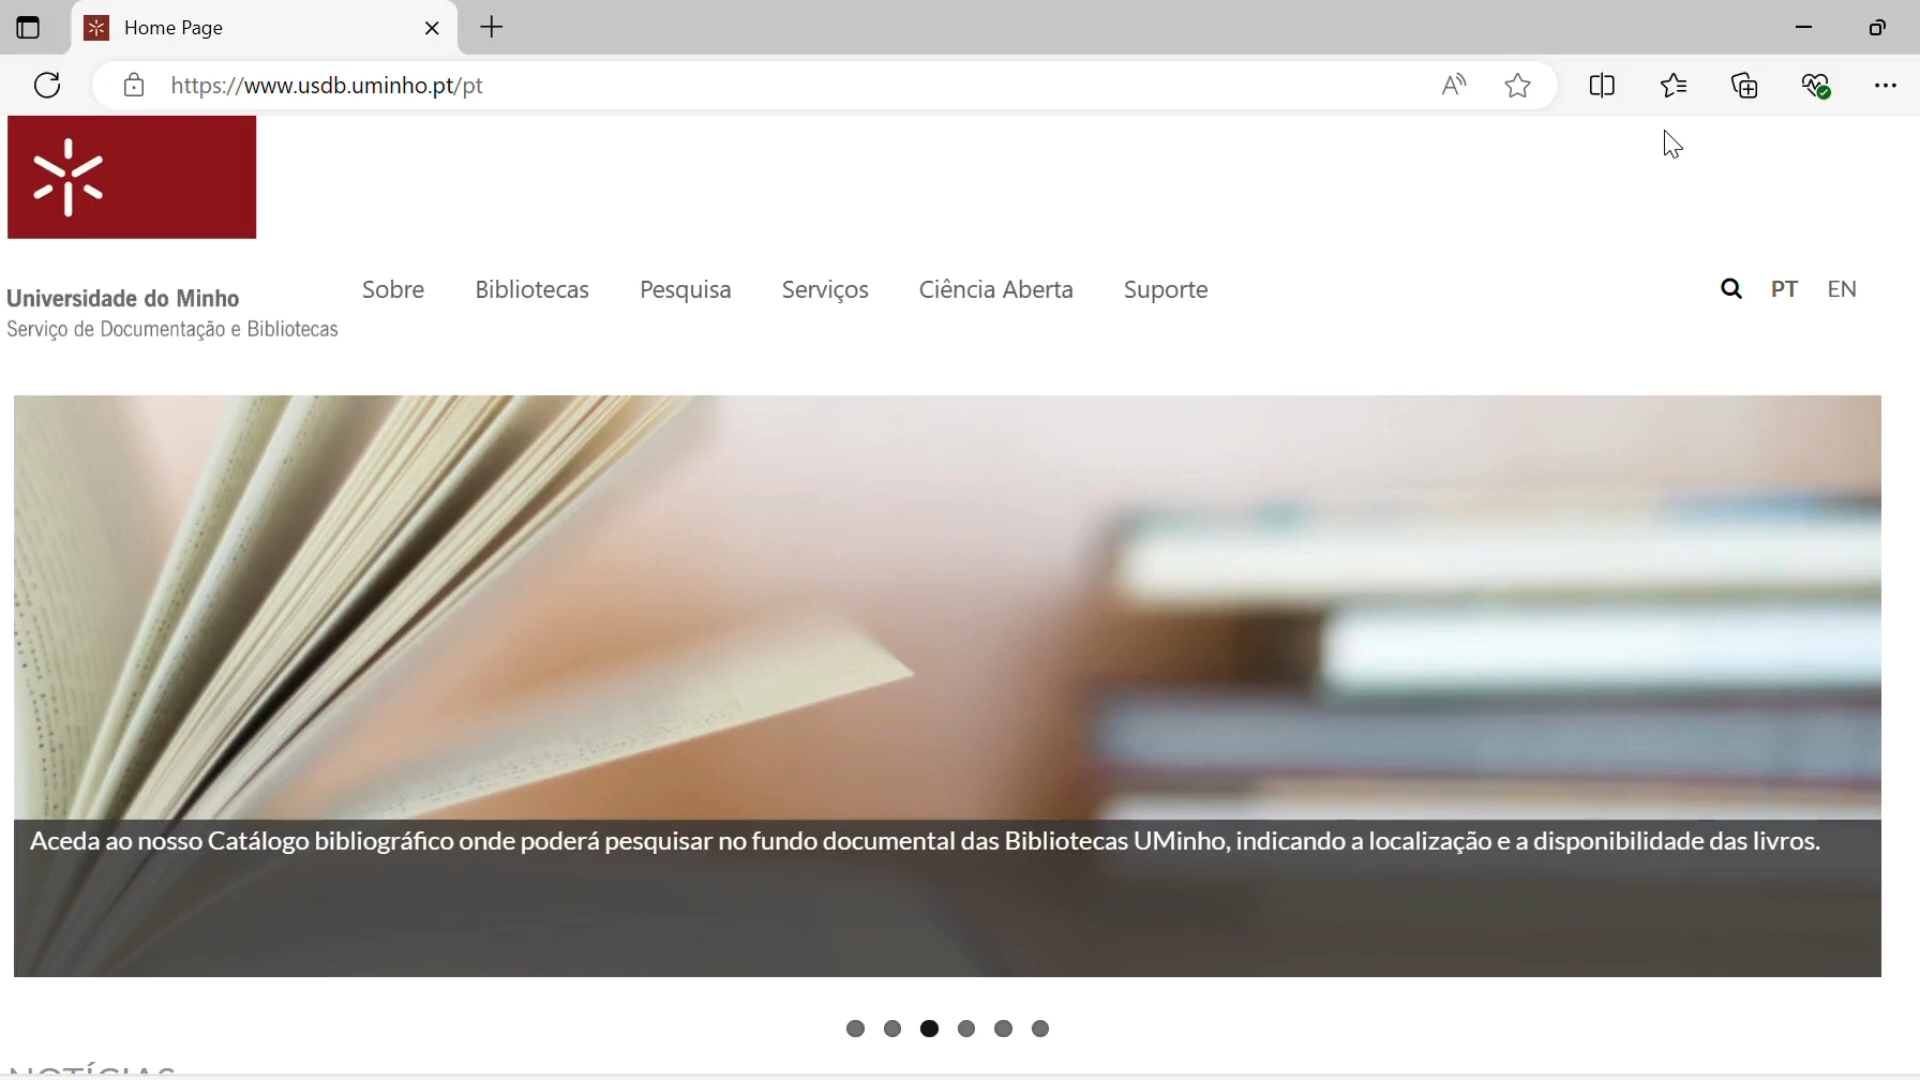 Home Page
https://www.usdb.uminho.pt/pt
Universidade do Minho
Serviço de Documentação e Bibliotecas
Sobre
Bibliotecas
Pesquisa
Serviços
Ciência Aberta
Suporte
PT
EN
Aceda ao nosso Catálogo bibliográfico onde poderá pesquisar no fundo documental das Bibliotecas UMinho, indicando a localização e a disponibilidade das livros.
NOTÍCIAS